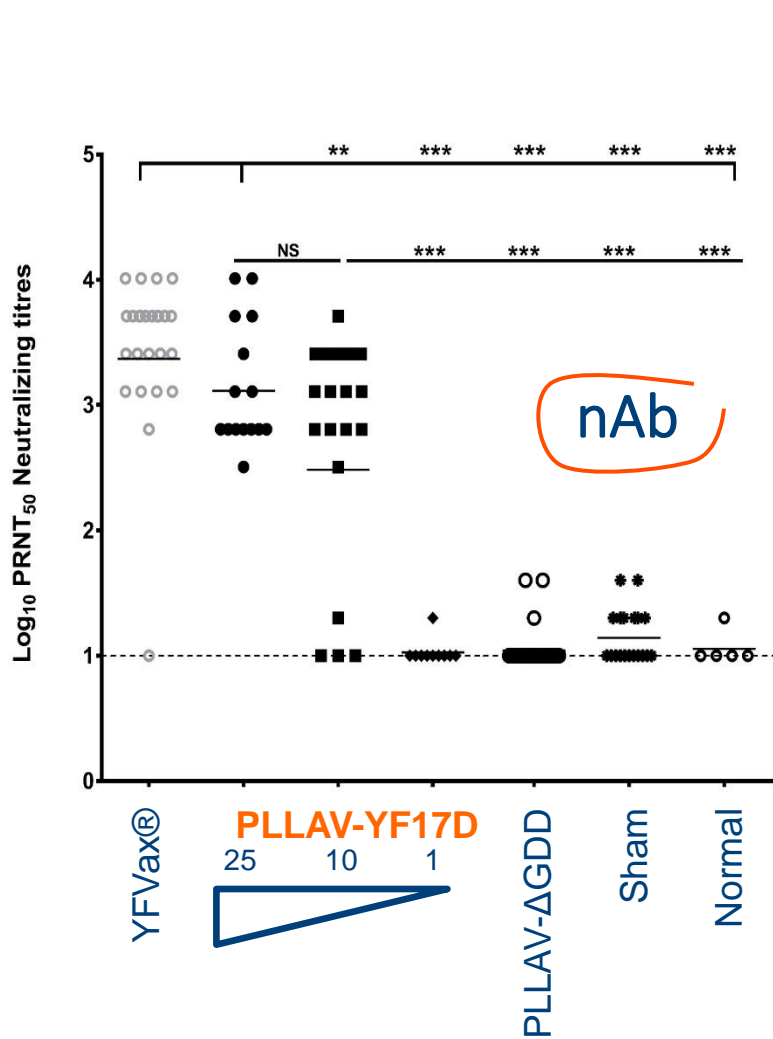 5
** *** *** *** ***
NS *** *** *** ***
4
3
2
1
0
Log10 PRNT50 Neutralizing titres
nAb
YFVax®
PLLAV-YF17D
25 10 1
PLLAV-ΔGDD
Sham
Normal